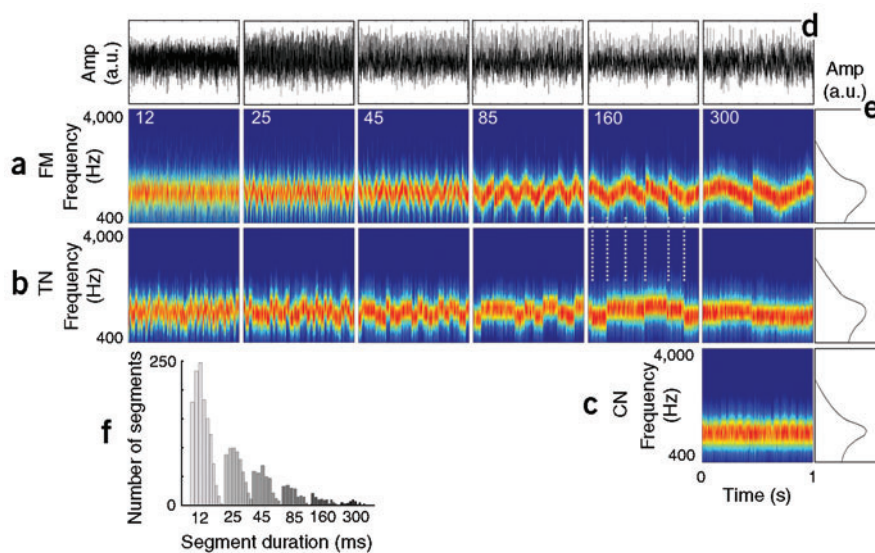 d
Amp
(a.u.)
Amp
(a.u.)
e
a
FM
Frequency
(Hz)
4,000
400
12
25
45
85
160
300
b
TN
Frequency
(Hz)
4,000
400
c
CN
Frequency
(Hz)
4,000
400
0
1
Time (s)
f
Number of segments
250
0
12 25 45 85 160 300
Segment duration (ms)